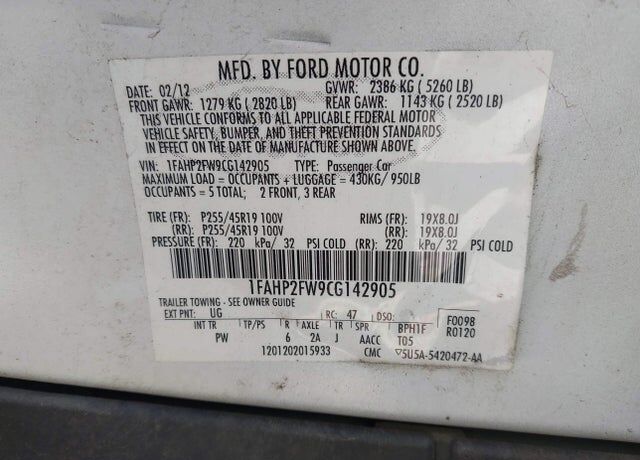 MFD. BY FORD MOTOR CO.
DATE: 02/12 GVWR: 2386 KG ( 5260 LB)
FRONT GAWR: 1279 KG ( 2820 LB) REAR GAWR: 1143 KG ( 2520 LB)
THIS VEHICLE CONFORMS TO ALL APPLICABLE FEDERAL MOTOR
VEHICLE SAFETY, BUMPER, AND THEFT PREVENTION STANDARDS
IN EFFECT ON THE DATE OF MANUFACTURE SHOWN ABOVE.
VIN: 1FAHP2FW9CG142905 TYPE: Passenger Car
MAXIMUM LOAD = OCCUPANTS + LUGGAGE = 430KG/ 950LB
OCCUPANTS = 5 TOTAL; 2 FRONT, 3 REAR
TIRE (FR): P255/45R19 100V RIMS (FR): 19X8.0J
(RR): P255/45R19 100V (RR): 19X8.0J
PRESSURE (FR): 220 kPa/ 32 PSI COLD (RR): 220 kPa/ 32 PSI COLD
1FAHP2FW9CG142905
TRAILER TOWING - SEE OWNER GUIDE
EXT PNT: UG RC: 47 DSO: F0098
INT TR TP/PS R AXLE TR SPR BPH1F R0120
PW 6 2A J AACC T05
1201202015933 CMC 5U5A-5420472-AA